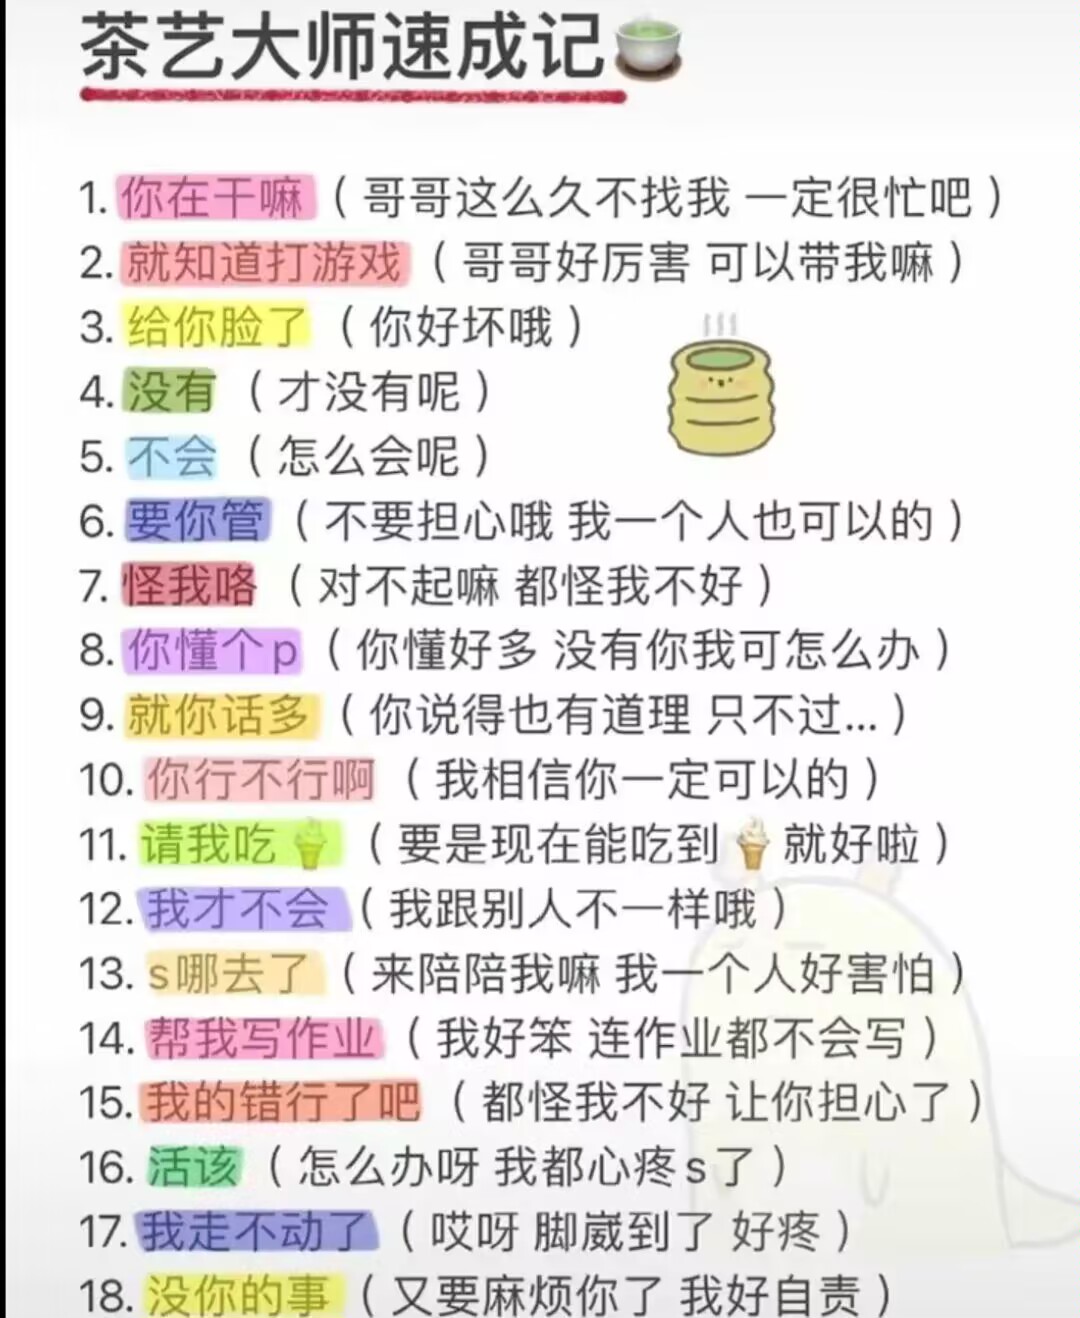 茶艺大师速成记🍵
1. 你在干嘛（哥哥这么久不找我 一定很忙吧）
2. 就知道打游戏（哥哥好厉害 可以带我嘛）
3. 给你脸了（你好坏哦）
4. 没有（才没有呢）
5. 不会（怎么会呢）
6. 要你管（不要担心哦 我一个人也可以的）
7. 怪我咯（对不起嘛 都怪我不好）
8. 你懂个p（你懂好多 没有你我可怎么办）
9. 就你话多（你说得也有道理 只不过...）
10. 你行不行啊（我相信你一定可以的）
11. 请我吃🍦（要是现在能吃到🍦就好啦）
12. 我才不会（我跟别人不一样哦）
13. s哪去了（来陪陪我嘛 我一个人好害怕）
14. 帮我写作业（我好笨 连作业都不会写）
15. 我的错行了吧（都怪我不好 让你担心了）
16. 活该（怎么办呀 我都心疼s了）
17. 我走不动了（哎呀 脚崴到了 好疼）
18. 没你的事（又要麻烦你了 我好自责）